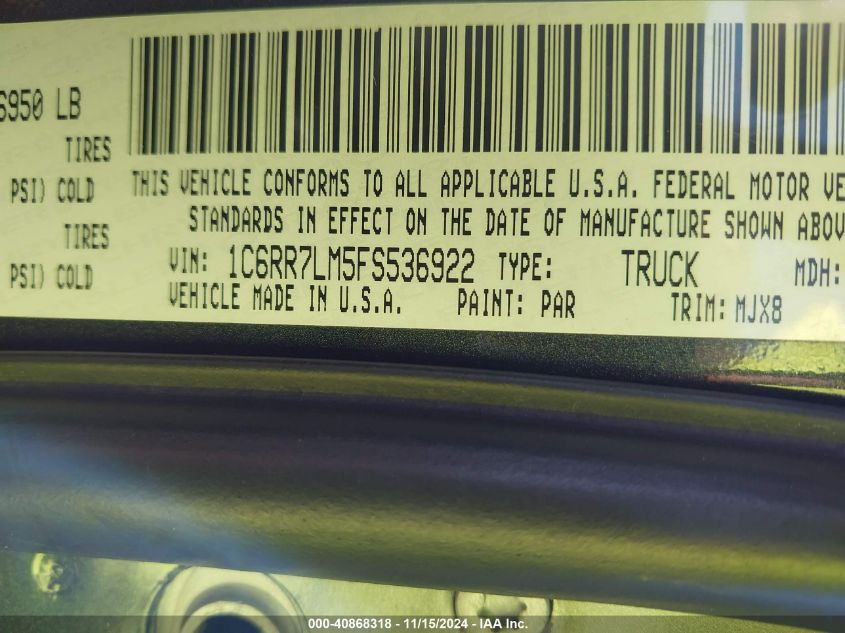 6950 LB
TIRES
PSI) COLD
TIRES
PSI) COLD
THIS VEHICLE CONFORMS TO ALL APPLICABLE U.S.A. FEDERAL MOTOR VE
STANDARDS IN EFFECT ON THE DATE OF MANUFACTURE SHOWN ABOV
VIN: 1C6RR7LM5FS536922 TYPE: TRUCK MDH:
VEHICLE MADE IN U.S.A. PAINT: PAR TRIM: MJX8
000-40868318 - 11/15/2024 - IAA Inc.